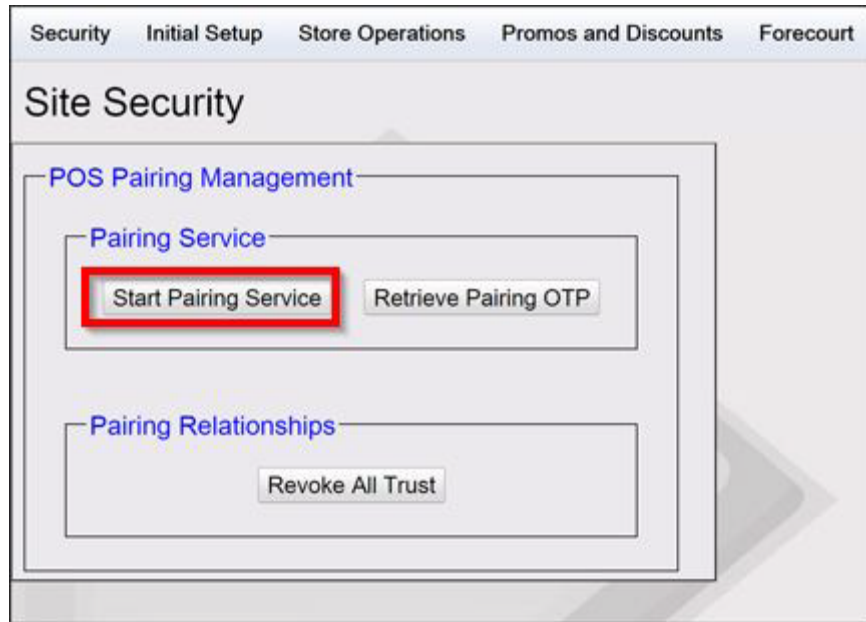 Security Initial Setup Store Operations Promos and Discounts Forecourt
Site Security
POS Pairing Management
Pairing Service
Start Pairing Service Retrieve Pairing OTP
Pairing Relationships
Revoke All Trust